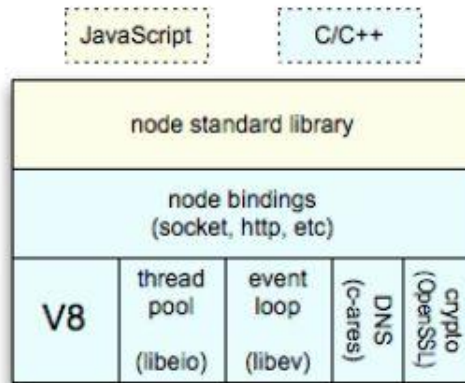 JavaScript
C/C++
node standard library
node bindings
(socket, http, etc)
V8
thread
pool
(libeio)
event
loop
(libev)
DNS
(c-ares)
crypto
(OpenSSL)